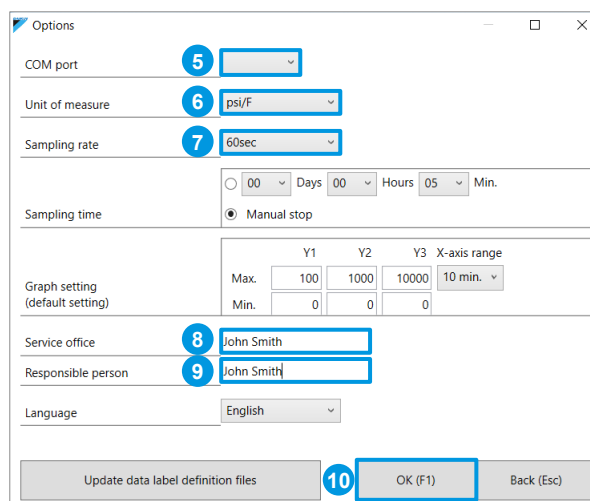 Options
COM port 5
Unit of measure 6 psi/F
Sampling rate 7 60sec
00 Days 00 Hours 05 Min.
Sampling time Manual stop
Y1 Y2 Y3 X-axis range
Max. 100 1000 10000 10 min.
Graph setting
(default setting)
Min. 0 0 0
Service office 8 John Smith
Responsible person 9 John Smith
Language English
Update data label definition files 10 OK (F1) Back (Esc)